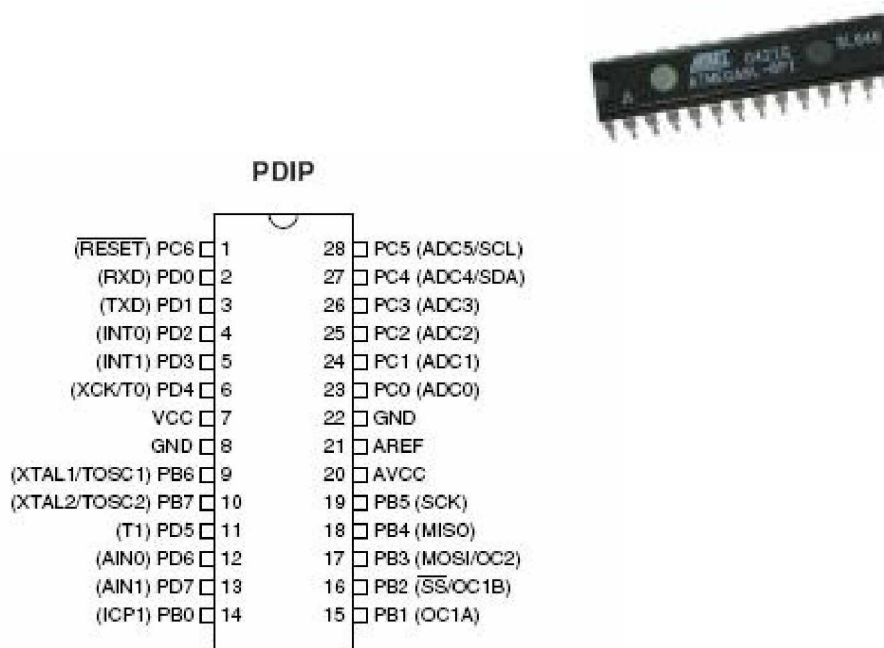 ATMEL 0421D
ATMEGA8L-8PI
A
PDIP
(RESET) PC6 1 28 PC5 (ADC5/SCL)
(RXD) PD0 2 27 PC4 (ADC4/SDA)
(TXD) PD1 3 26 PC3 (ADC3)
(INT0) PD2 4 25 PC2 (ADC2)
(INT1) PD3 5 24 PC1 (ADC1)
(XCK/T0) PD4 6 23 PC0 (ADC0)
VCC 7 22 GND
GND 8 21 AREF
(XTAL1/TOSC1) PB6 9 20 AVCC
(XTAL2/TOSC2) PB7 10 19 PB5 (SCK)
(T1) PD5 11 18 PB4 (MISO)
(AIN0) PD6 12 17 PB3 (MOSI/OC2)
(AIN1) PD7 13 16 PB2 (SS/OC1B)
(ICP1) PB0 14 15 PB1 (OC1A)